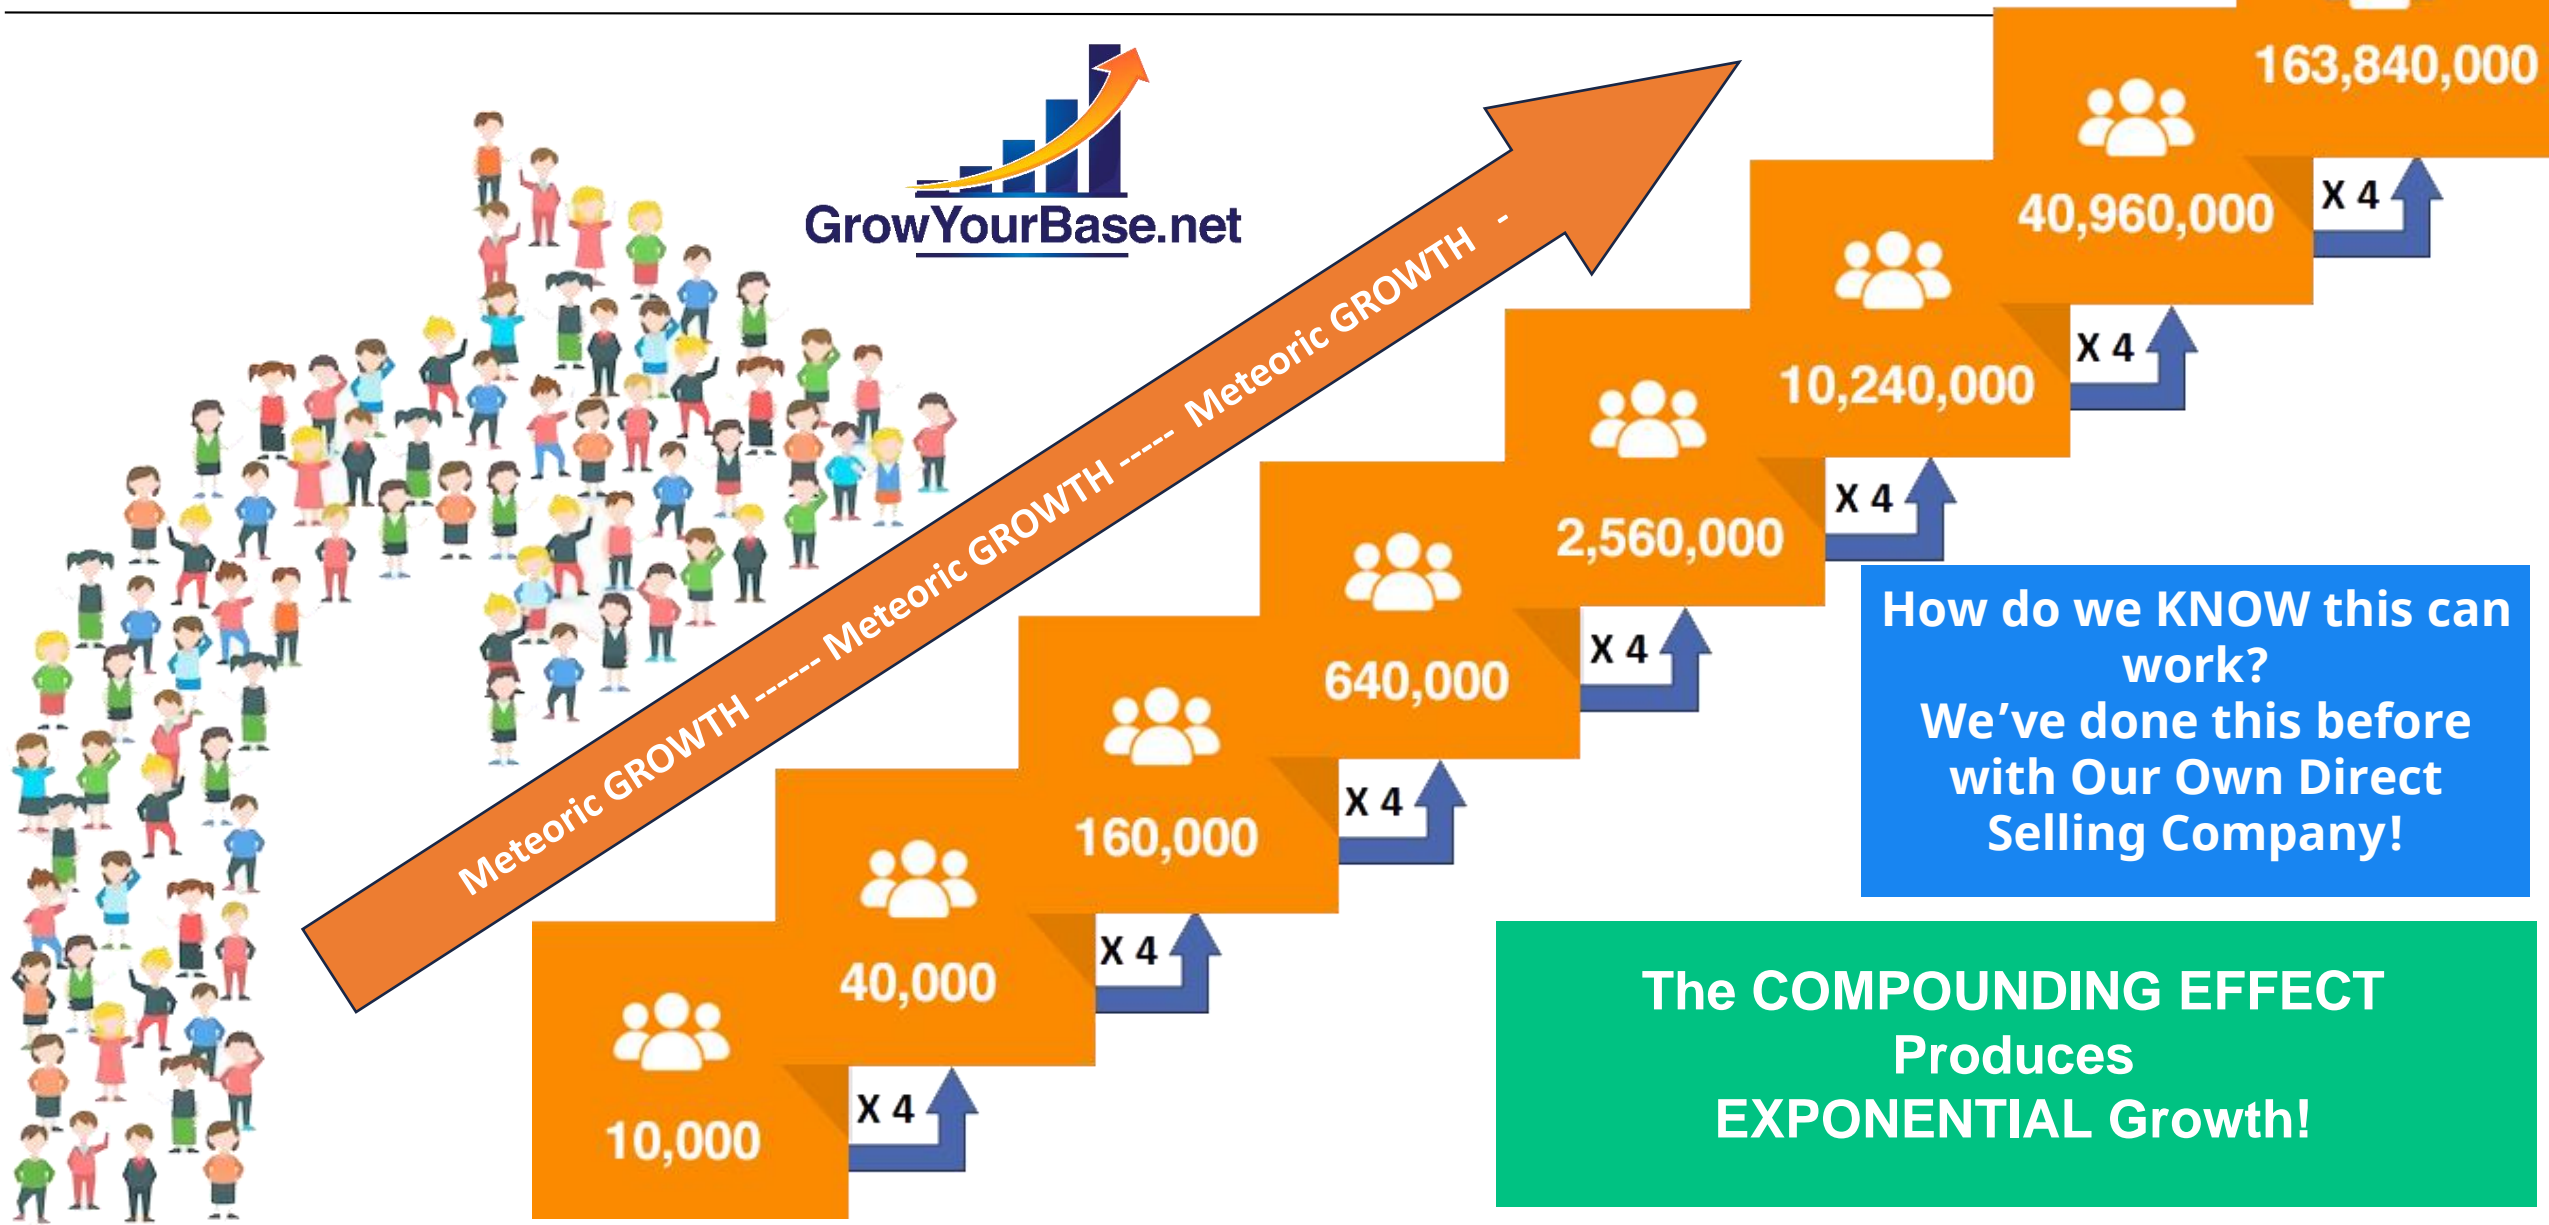 GrowYourBase.net
Meteoric GROWTH ------ Meteoric GROWTH ----- Meteoric GROWTH -
163,840,000
X 4
40,960,000
X 4
10,240,000
X 4
2,560,000
X 4
640,000
X 4
160,000
X 4
40,000
X 4
10,000
How do we KNOW this can
work?
We’ve done this before
with Our Own Direct
Selling Company!
The COMPOUNDING EFFECT
Produces
EXPONENTIAL Growth!